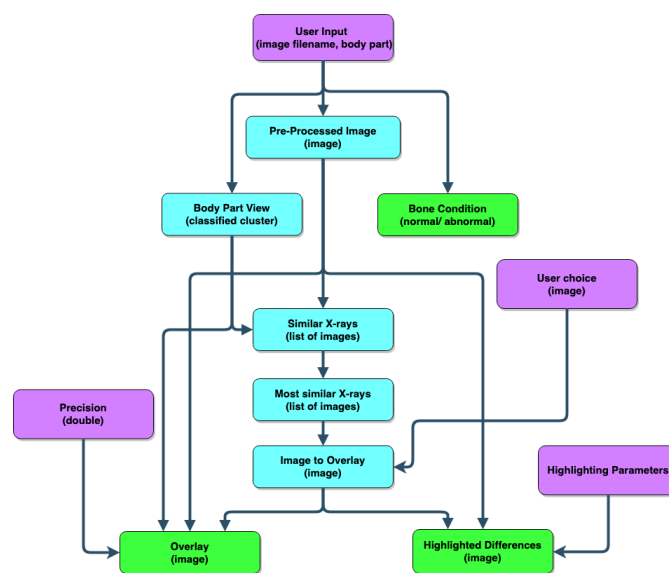 User Input
(image filename, body part)
Pre-Processed Image
(image)
Body Part View
(classified cluster)
Bone Condition
(normal/ abnormal)
User choice
(image)
Similar X-rays
(list of images)
Most similar X-rays
(list of images)
Precision
(double)
Image to Overlay
(image)
Highlighting Parameters
Overlay
(image)
Highlighted Differences
(image)